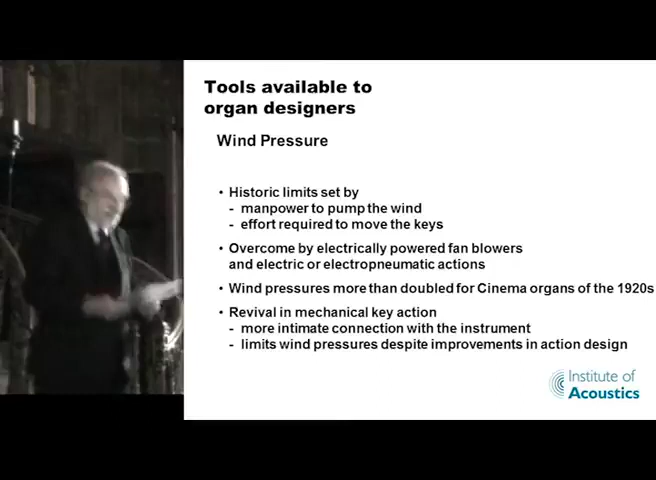 Tools available to
organ designers
Wind Pressure
• Historic limits set by
- manpower to pump the wind
- effort required to move the keys
• Overcome by electrically powered fan blowers
and electric or electropneumatic actions
• Wind pressures more than doubled for Cinema organs of the 1920s
• Revival in mechanical key action
- more intimate connection with the instrument
- limits wind pressures despite improvements in action design
Institute of
Acoustics